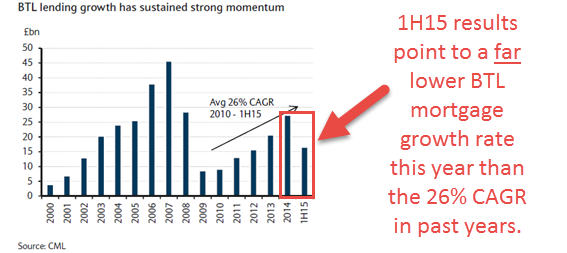 BTL lending growth has sustained strong momentum
£bn
50
45
40
35
30
25
20
15
10
5
0
Avg 26% CAGR
2010 - 1H15
2000
2001
2002
2003
2004
2005
2006
2007
2008
2009
2010
2011
2012
2013
2014
1H15
Source: CML
1H15 results
point to a far
lower BTL
mortgage
growth rate
this year than
the 26% CAGR
in past years.